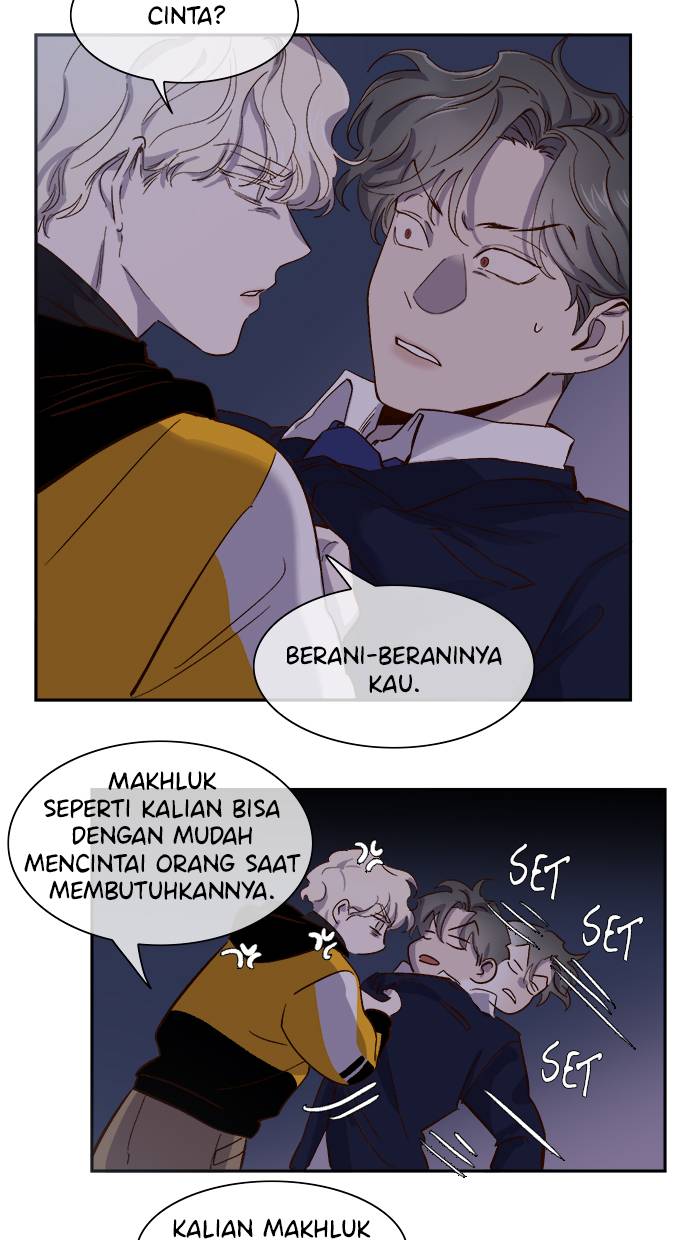 CINTA?
BERANI-BERANINYA
KAU.
MAKHLUK
SEPERTI KALIAN BISA
DENGAN MUDAH
MENCINTAI ORANG SAAT
MEMBUTUHKANNYA.
SET
SET
SET
KALIAN MAKHLUK